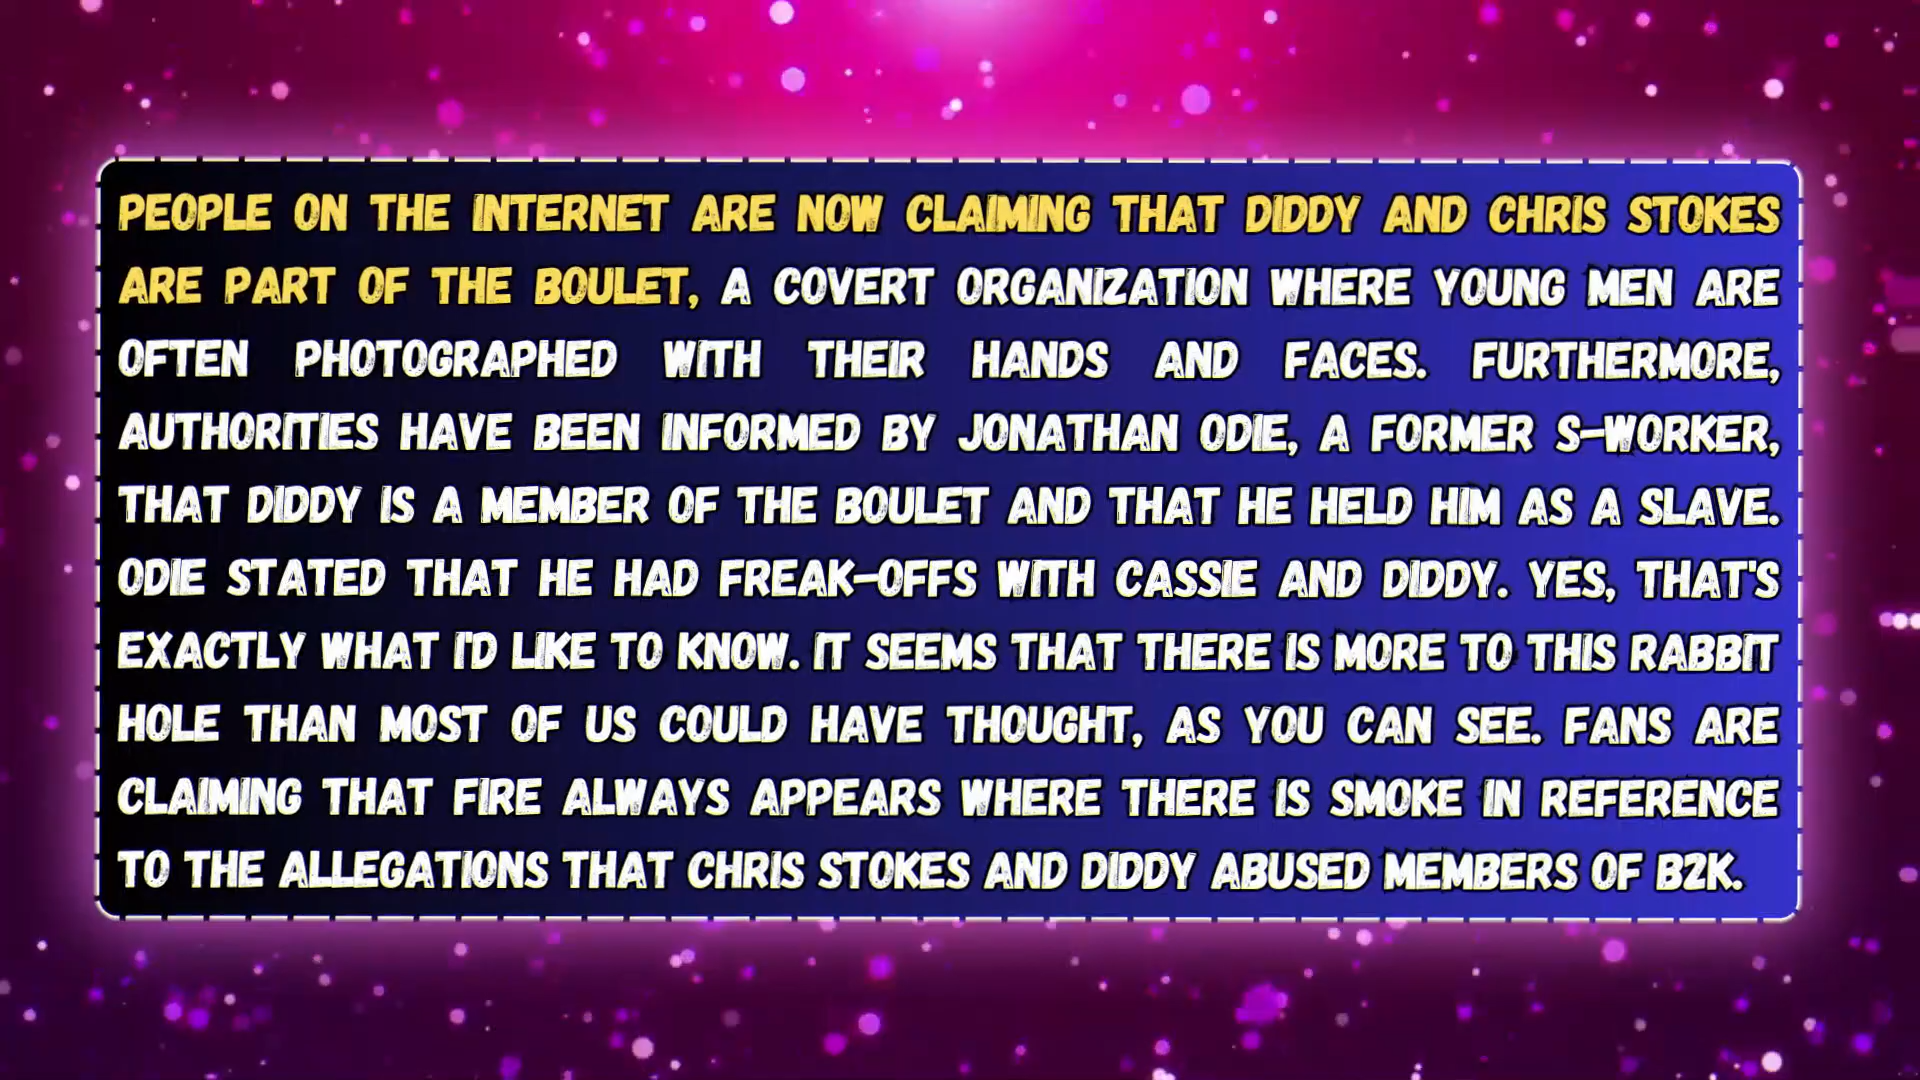 PEOPLE ON THE INTERNET ARE NOW CLAIMING THAT DIDDY AND CHRIS STOKES
ARE PART OF THE BOULET, A COVERT ORGANIZATION WHERE YOUNG MEN ARE
OFTEN PHOTOGRAPHED WITH THEIR HANDS AND FACES. FURTHERMORE,
AUTHORITIES HAVE BEEN INFORMED BY JONATHAN ODIE, A FORMER S-WORKER,
THAT DIDDY IS A MEMBER OF THE BOULET AND THAT HE HELD HIM AS A SLAVE.
ODIE STATED THAT HE HAD FREAK-OFFS WITH CASSIE AND DIDDY. YES, THAT'S
EXACTLY WHAT I'D LIKE TO KNOW. IT SEEMS THAT THERE IS MORE TO THIS RABBIT
HOLE THAN MOST OF US COULD HAVE THOUGHT, AS YOU CAN SEE. FANS ARE
CLAIMING THAT FIRE ALWAYS APPEARS WHERE THERE IS SMOKE IN REFERENCE
TO THE ALLEGATIONS THAT CHRIS STOKES AND DIDDY ABUSED MEMBERS OF B2K.